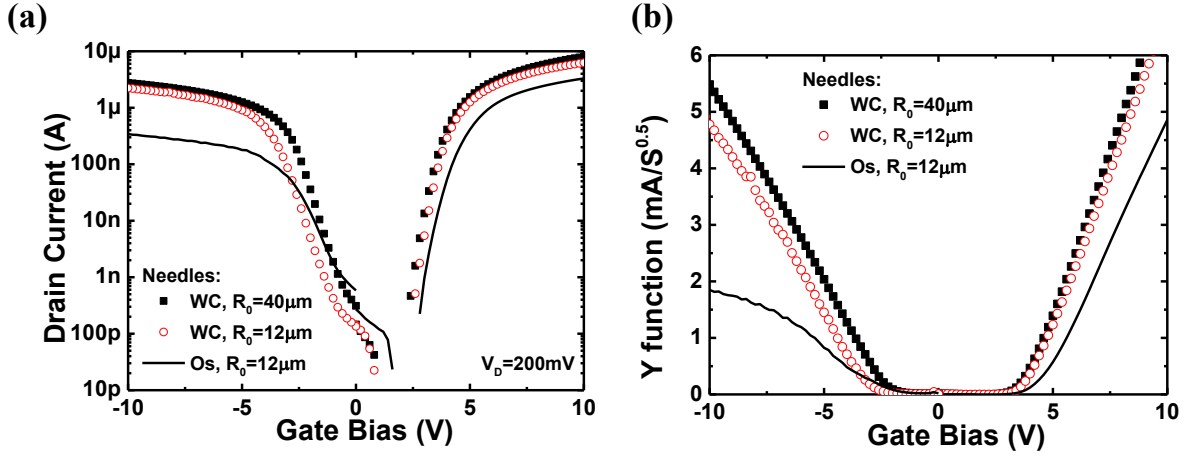 (a)
Drain Current (A)
10µ
1µ
100n
10n
1n
100p
10p
Needles:
WC, R0=40µm
WC, R0=12µm
Os, R0=12µm
VD=200mV
-10 -5 0 5 10
Gate Bias (V)
(b)
Y function (mA/S^0.5)
6
5
4
3
2
1
0
Needles:
WC, R0=40µm
WC, R0=12µm
Os, R0=12µm
-10 -5 0 5 10
Gate Bias (V)